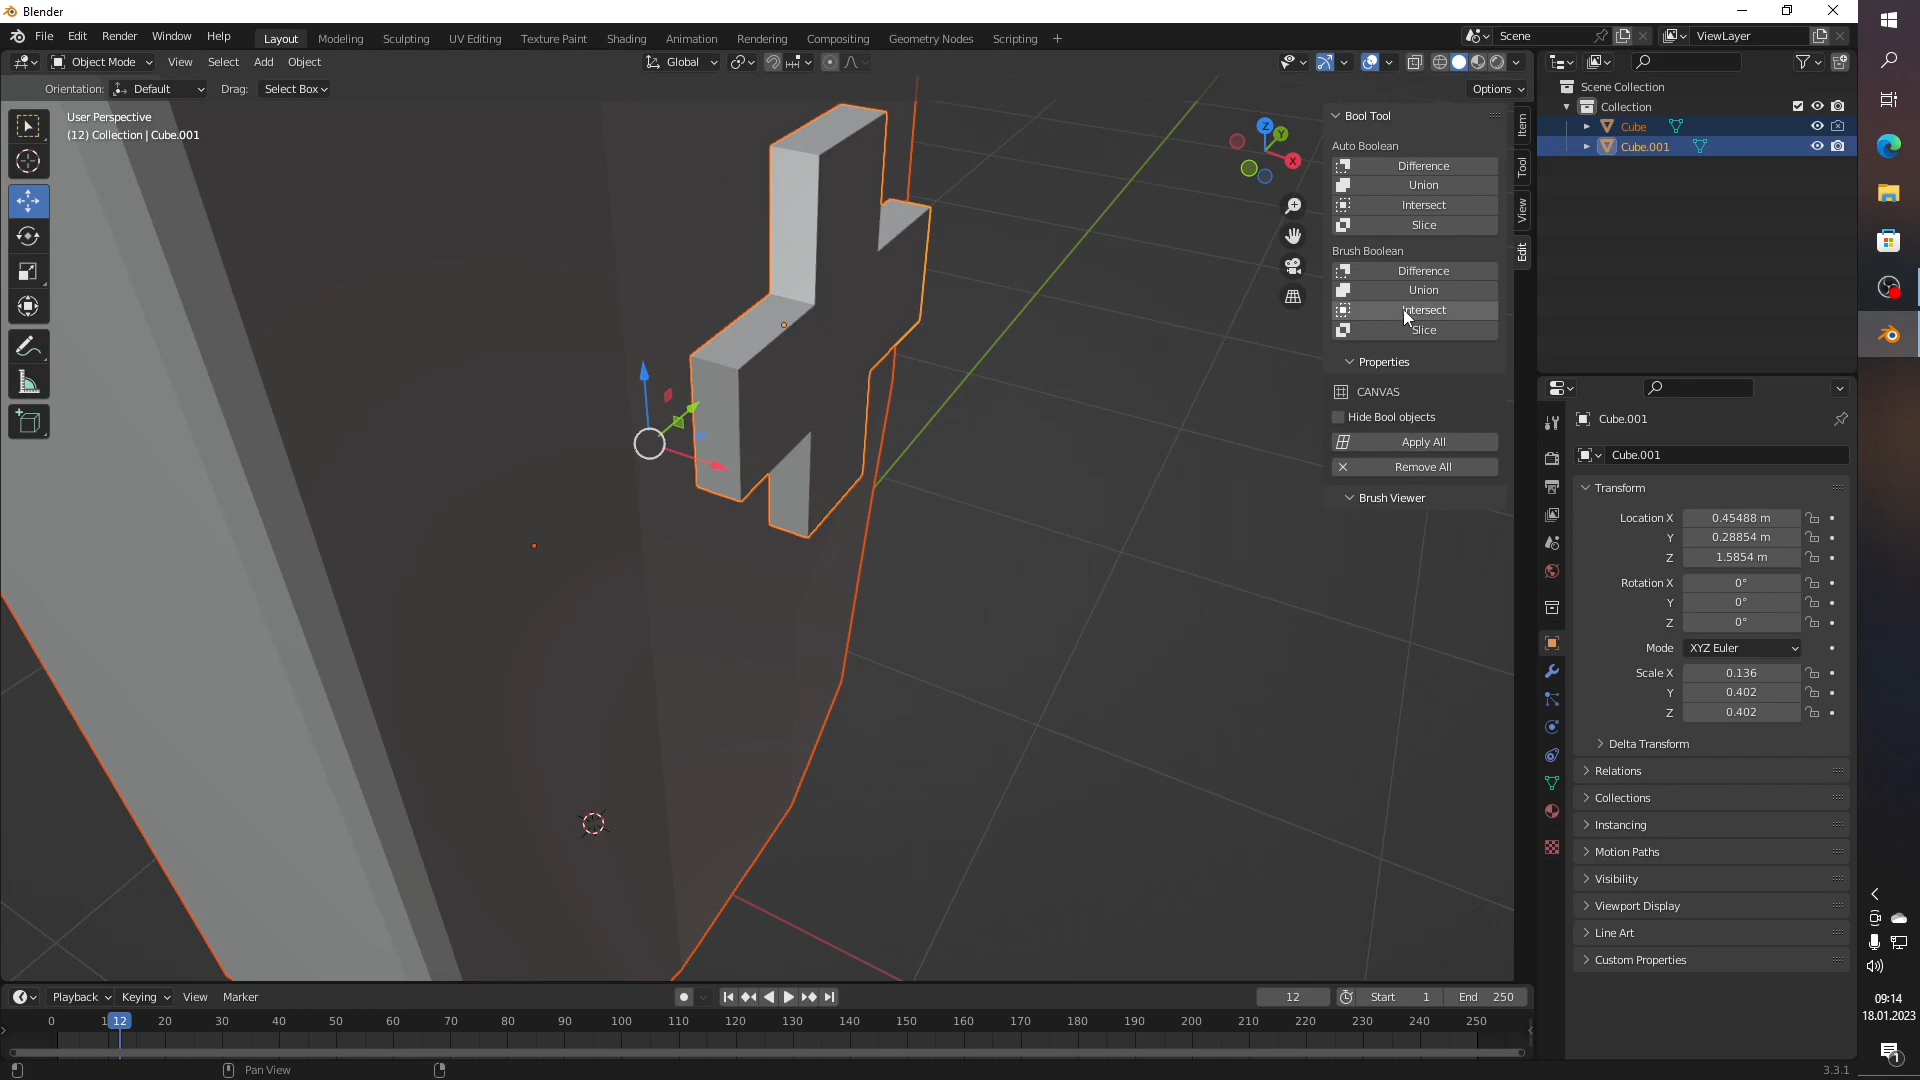 Blender
File Edit Render Window Help Layout Modeling Sculpting UV Editing Texture Paint Shading Animation Rendering Compositing Geometry Nodes Scripting + Scene ViewLayer
Object Mode View Select Add Object Global
Orientation: Default Drag: Select Box Options
User Perspective
(12) Collection | Cube.001
Z
Y
X
Bool Tool
Auto Boolean
Difference
Union
Intersect
Slice
Brush Boolean
Difference
Union
Intersect
Slice
Properties
CANVAS
Hide Bool objects
Apply All
Remove All
Brush Viewer
Item
Tool
View
Edit
Scene Collection
Collection
Cube
Cube.001
Cube.001
Cube.001
Transform
Location X 0.45488 m
Y 0.28854 m
Z 1.5854 m
Rotation X 0°
Y 0°
Z 0°
Mode XYZ Euler
Scale X 0.136
Y 0.402
Z 0.402
Delta Transform
Relations
Collections
Instancing
Motion Paths
Visibility
Viewport Display
Line Art
Custom Properties
Playback Keying View Marker 12 Start 1 End 250
0 12 20 30 40 50 60 70 80 90 100 110 120 130 140 150 160 170 180 190 200 210 220 230 240 250
Pan View 3.3.1
09:14
18.01.2023
1